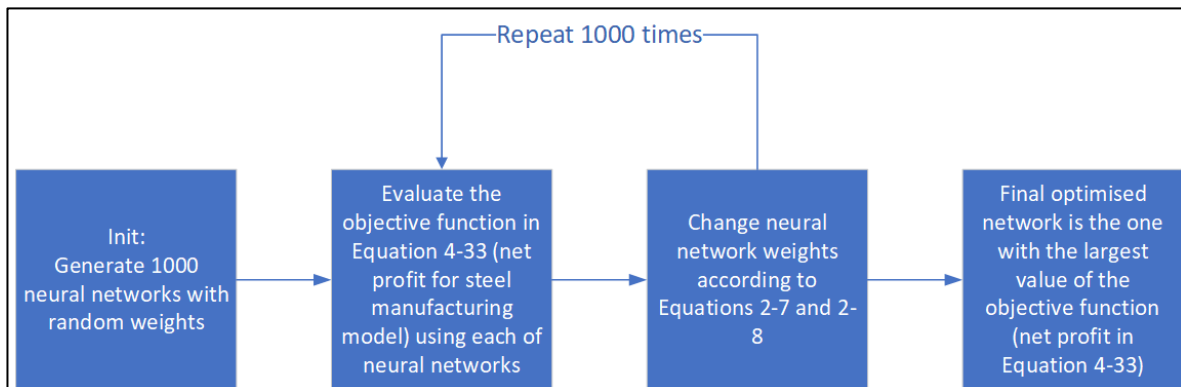 Repeat 1000 times
Init:
Generate 1000
neural networks with
random weights
Evaluate the
objective function in
Equation 4-33 (net
profit for steel
manufacturing
model) using each of
neural networks
Change neural
network weights
according to
Equations 2-7 and 2-
8
Final optimised
network is the one
with the largest
value of the
objective function
(net profit in
Equation 4-33)